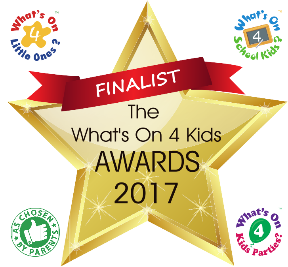 What's On
4
Little Ones?
What's On
4
School Kids?
FINALIST
The
What's On 4 Kids
AWARDS
2017
AS CHOSEN
BY PARENTS
What's On
4
Kids Parties?